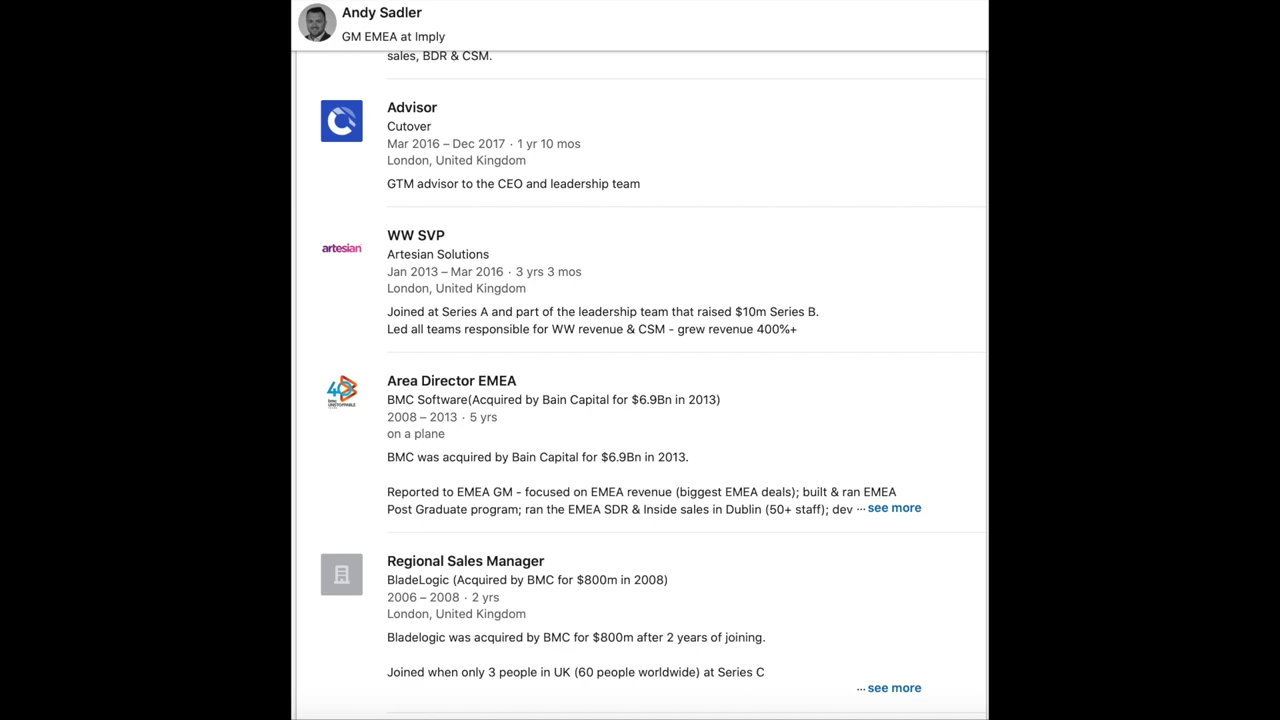 Andy Sadler
GM EMEA at Imply
sales, BDR & CSM.
Advisor
Cutover
Mar 2016 – Dec 2017 · 1 yr 10 mos
London, United Kingdom
GTM advisor to the CEO and leadership team
artesian
WW SVP
Artesian Solutions
Jan 2013 – Mar 2016 · 3 yrs 3 mos
London, United Kingdom
Joined at Series A and part of the leadership team that raised $10m Series B.
Led all teams responsible for WW revenue & CSM - grew revenue 400%+
40
bmc
UNSTOPPABLE
Area Director EMEA
BMC Software(Acquired by Bain Capital for $6.9Bn in 2013)
2008 – 2013 · 5 yrs
on a plane
BMC was acquired by Bain Capital for $6.9Bn in 2013.
Reported to EMEA GM - focused on EMEA revenue (biggest EMEA deals); built & ran EMEA
Post Graduate program; ran the EMEA SDR & Inside sales in Dublin (50+ staff); dev ... see more
Regional Sales Manager
BladeLogic (Acquired by BMC for $800m in 2008)
2006 – 2008 · 2 yrs
London, United Kingdom
Bladelogic was acquired by BMC for $800m after 2 years of joining.
Joined when only 3 people in UK (60 people worldwide) at Series C
... see more